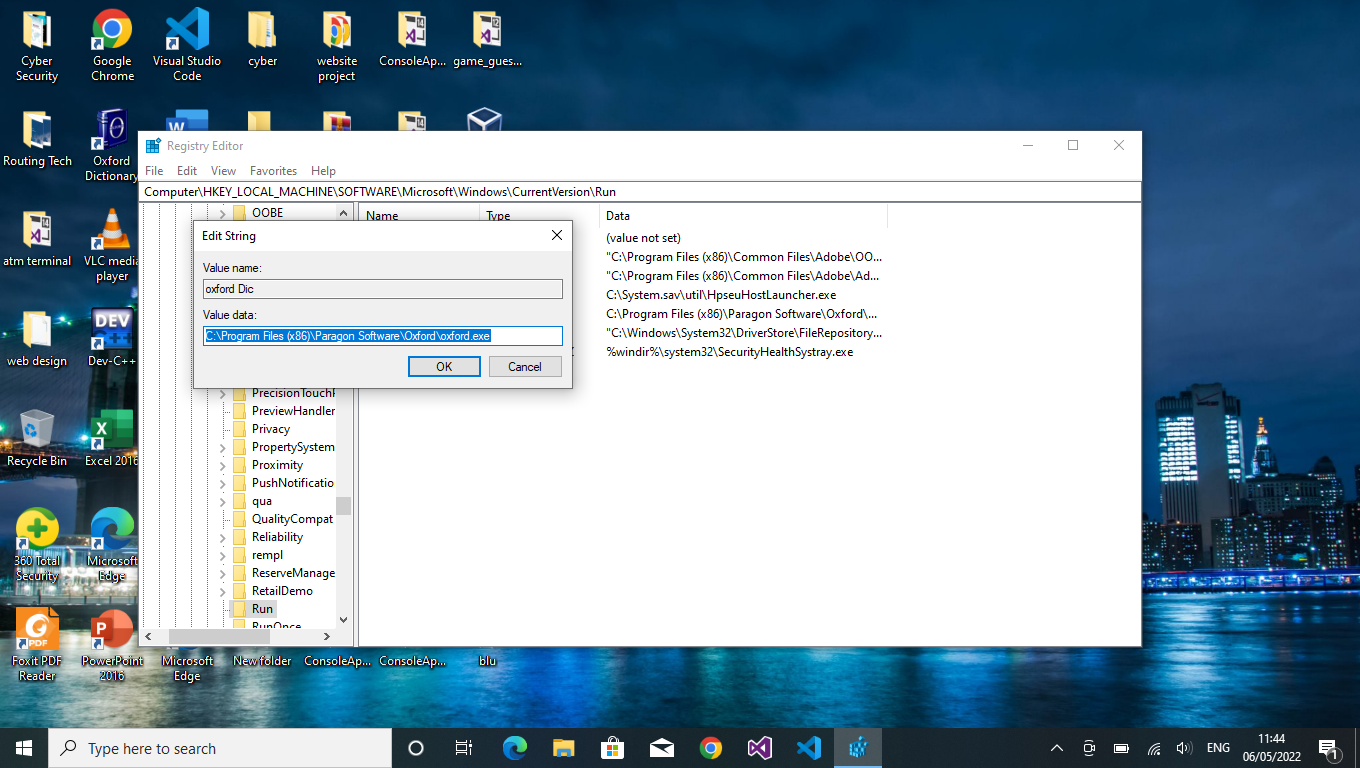 Cyber
Security
Google
Chrome
Visual Studio
Code
cyber
website
project
ConsoleAp...
game_gues...
Routing Tech
Oxford
Dictionary
atm terminal
VLC media
player
web design
DEV
Dev-C++
Recycle Bin
Excel 2016
360 Total
Security
Microsoft
Edge
PDF
Foxit PDF
Reader
PowerPoint
2016
Microsoft
Edge
New folder
ConsoleAp...
ConsoleAp...
blu
Registry Editor
File Edit View Favorites Help
Computer\HKEY_LOCAL_MACHINE\SOFTWARE\Microsoft\Windows\CurrentVersion\Run
OOBE
PrecisionTouchP
PreviewHandler
Privacy
PropertySystem
Proximity
PushNotificatio
qua
QualityCompat
Reliability
rempl
ReserveManage
RetailDemo
Run
RunOnce
Name Type Data
(value not set)
"C:\Program Files (x86)\Common Files\Adobe\OO...
"C:\Program Files (x86)\Common Files\Adobe\Ad...
C:\System.sav\util\HpseuHostLauncher.exe
C:\Program Files (x86)\Paragon Software\Oxford\...
"C:\Windows\System32\DriverStore\FileRepository...
%windir%\system32\SecurityHealthSystray.exe
Edit String
Value name:
oxford Dic
Value data:
C:\Program Files (x86)\Paragon Software\Oxford\oxford.exe
OK Cancel
Type here to search
ENG
11:44
06/05/2022
1